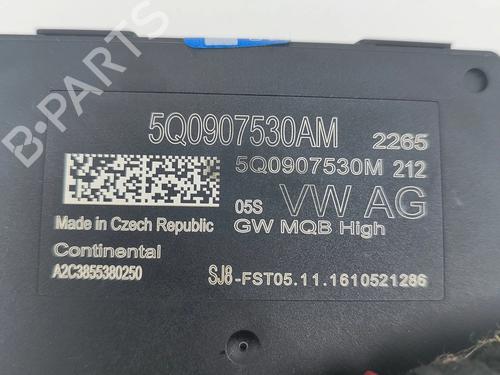 B-PARTS
5Q0907530AM 2265
5Q0907530M 212
05S VW AG
Made in Czech Republic GW MQB High
Continental
A2C3855380250 SJ8-FST05.11.1610521286